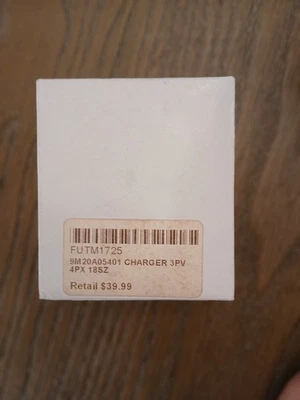 FUTM1725
9M20A05401 CHARGER 3PV
4PX 18SZ
Retail $39.99